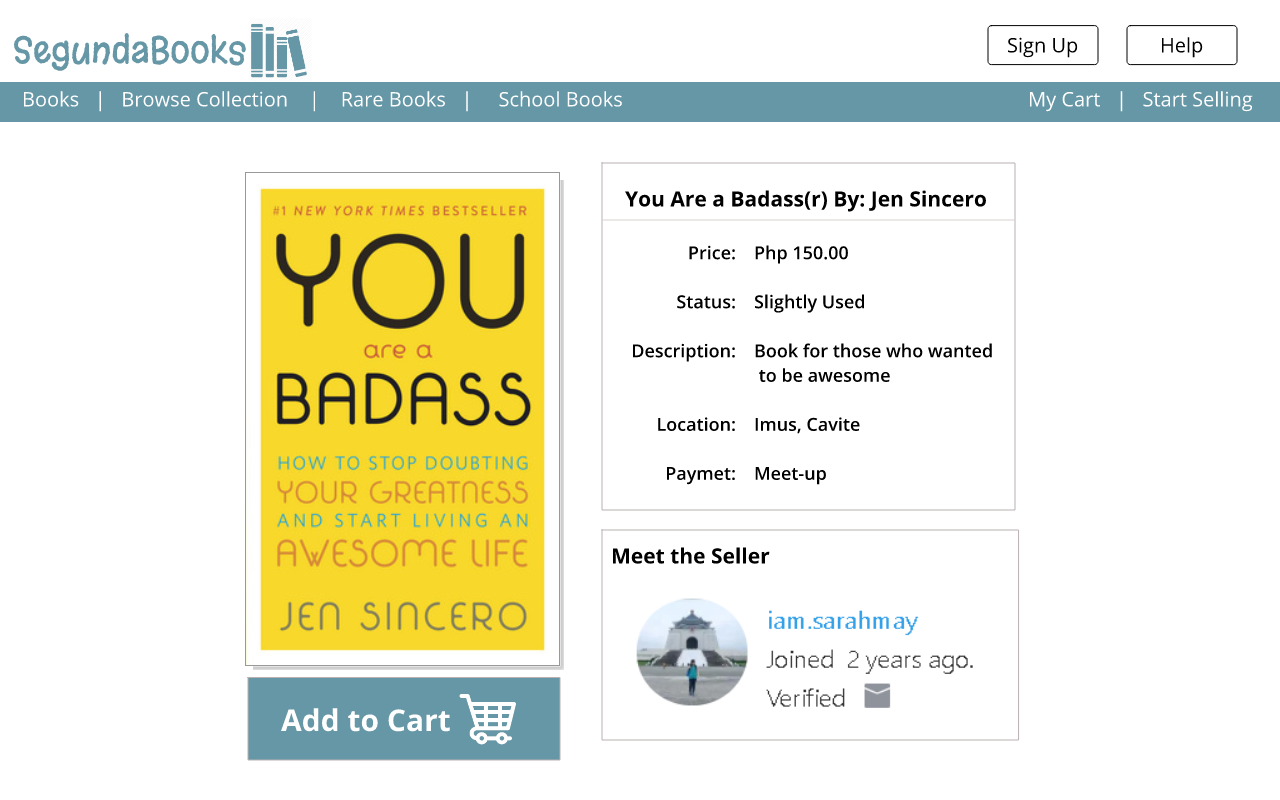 SegundaBooks
Sign Up
Help
Books | Browse Collection | Rare Books | School Books
My Cart | Start Selling
#1 NEW YORK TIMES BESTSELLER
YOU
are a
BADASS
HOW TO STOP DOUBTING
YOUR GREATNESS
AND START LIVING AN
AWESOME LIFE
JEN SINCERO
Add to Cart
You Are a Badass(r) By: Jen Sincero
Price: Php 150.00
Status: Slightly Used
Description: Book for those who wanted
to be awesome
Location: Imus, Cavite
Paymet: Meet-up
Meet the Seller
iam.sarahmay
Joined 2 years ago.
Verified